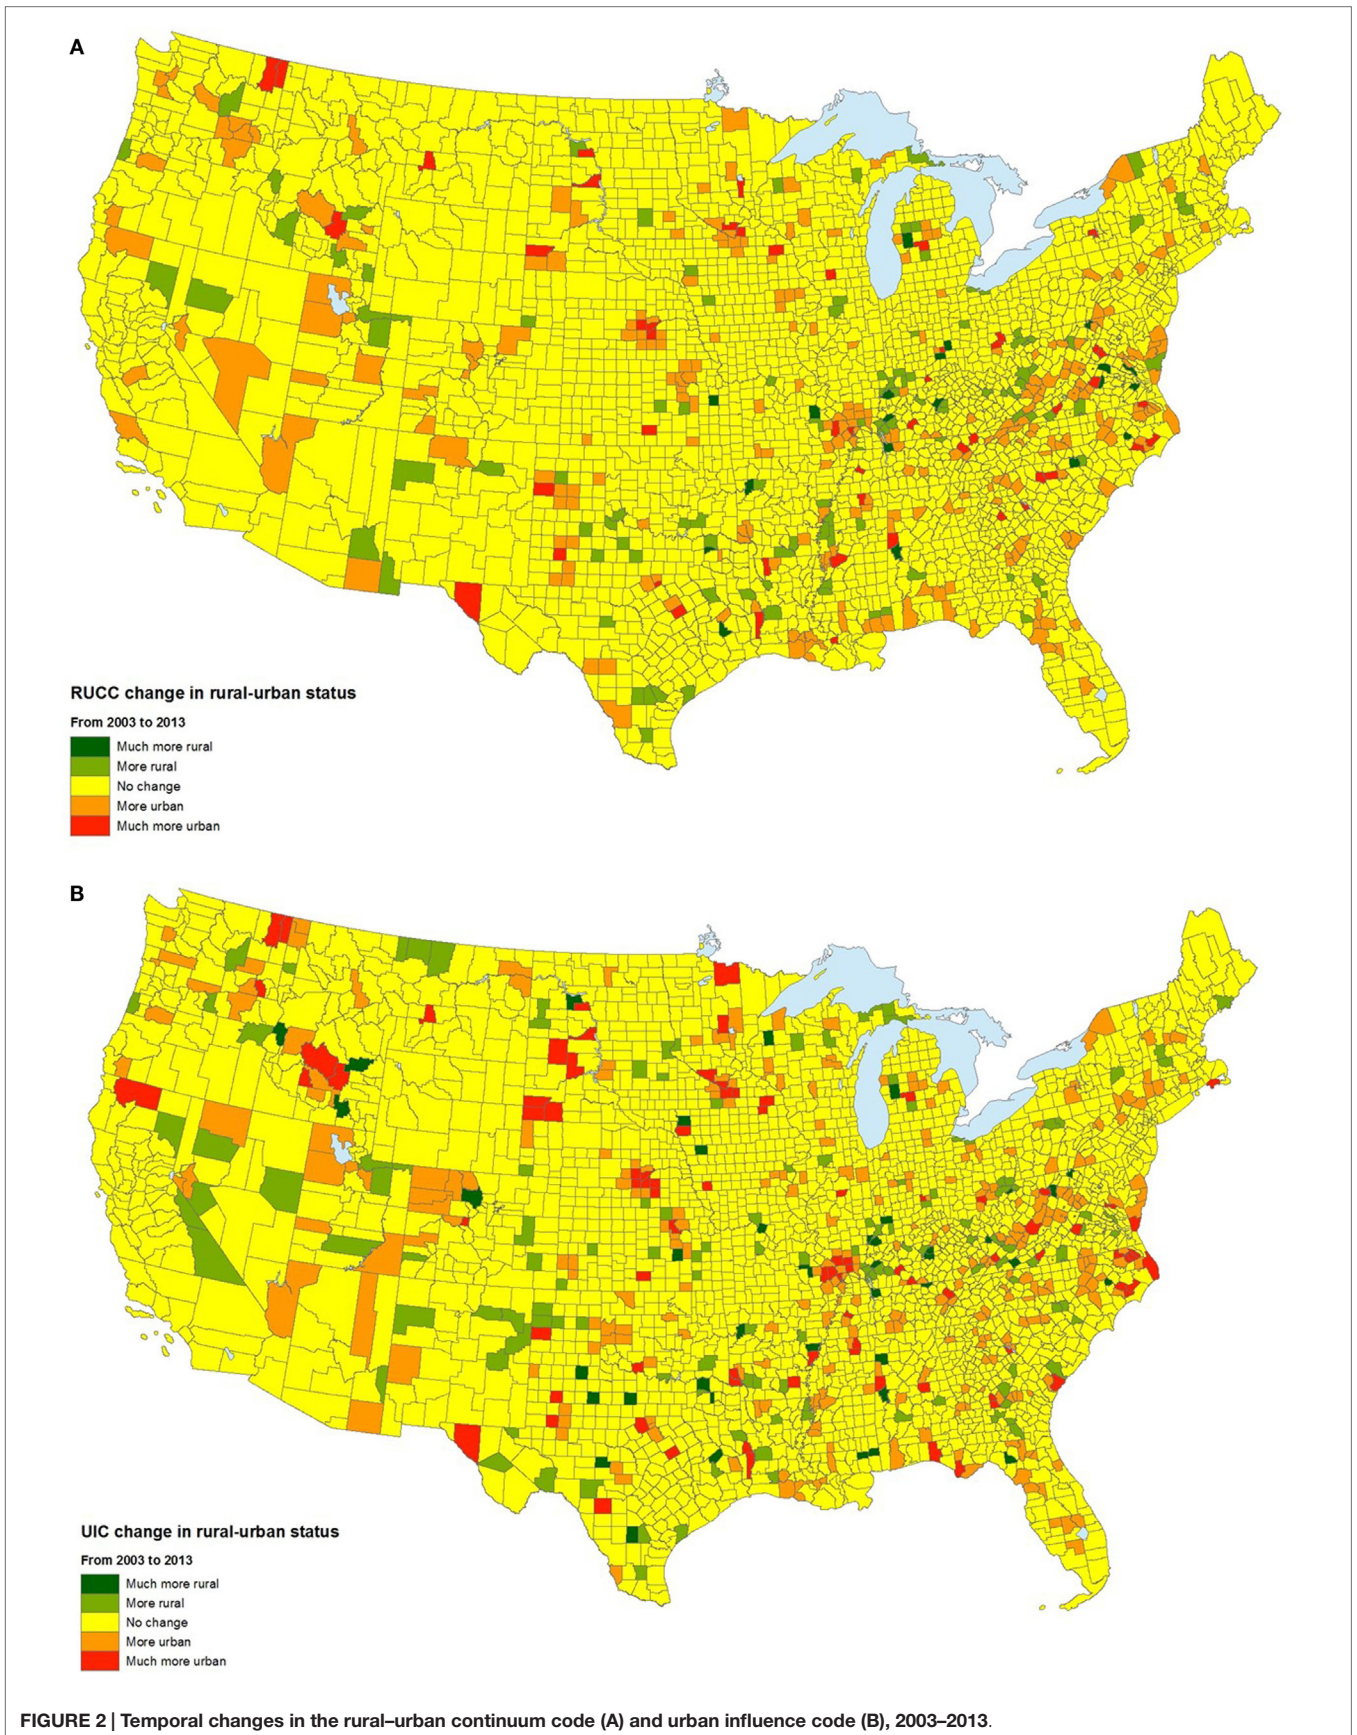 A
RUCC change in rural-urban status
From 2003 to 2013
Much more rural
More rural
No change
More urban
Much more urban
B
UIC change in rural-urban status
From 2003 to 2013
Much more rural
More rural
No change
More urban
Much more urban
FIGURE 2 | Temporal changes in the rural–urban continuum code (A) and urban influence code (B), 2003–2013.